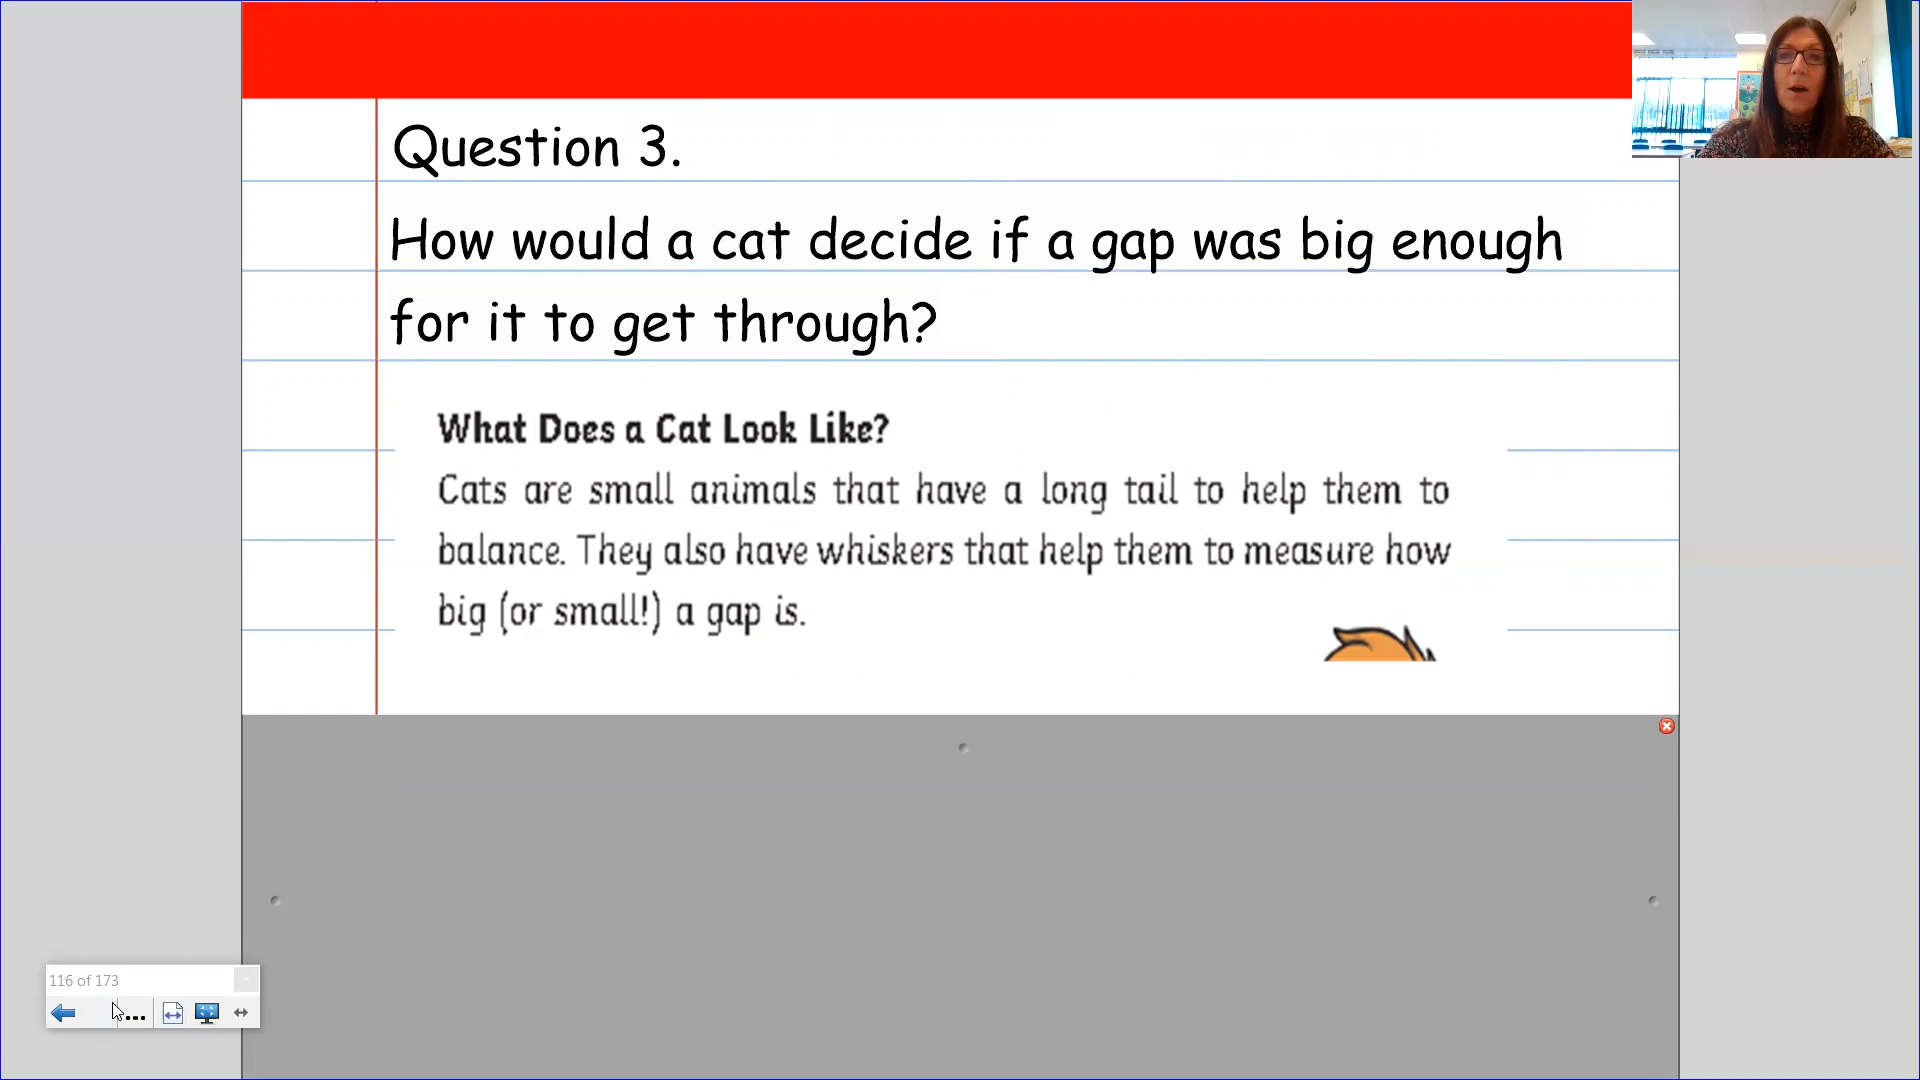 Question 3.
How would a cat decide if a gap was big enough
for it to get through?
What Does a Cat Look Like?
Cats are small animals that have a long tail to help them to
balance. They also have whiskers that help them to measure how
big (or small!) a gap is.
116 of 173
...